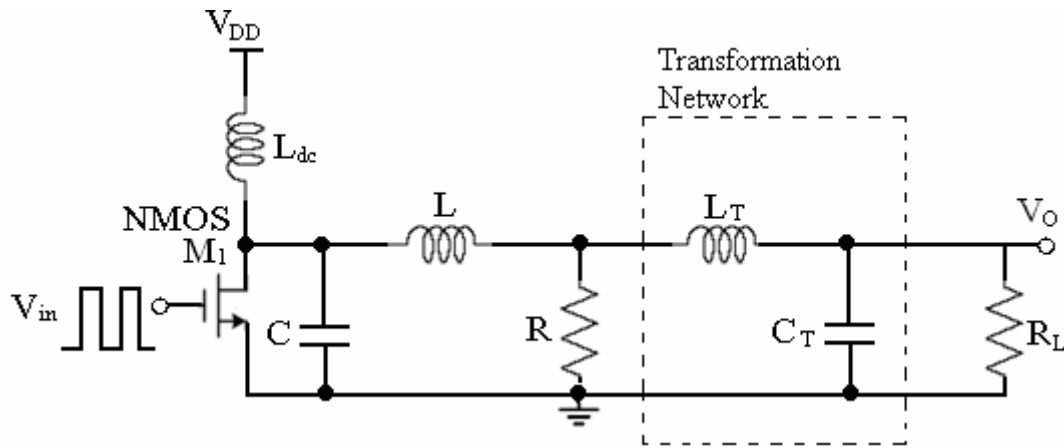 V_DD
Transformation
Network
L_dc
NMOS
M_1
L
L_T
V_O
V_in
C
R
C_T
R_L